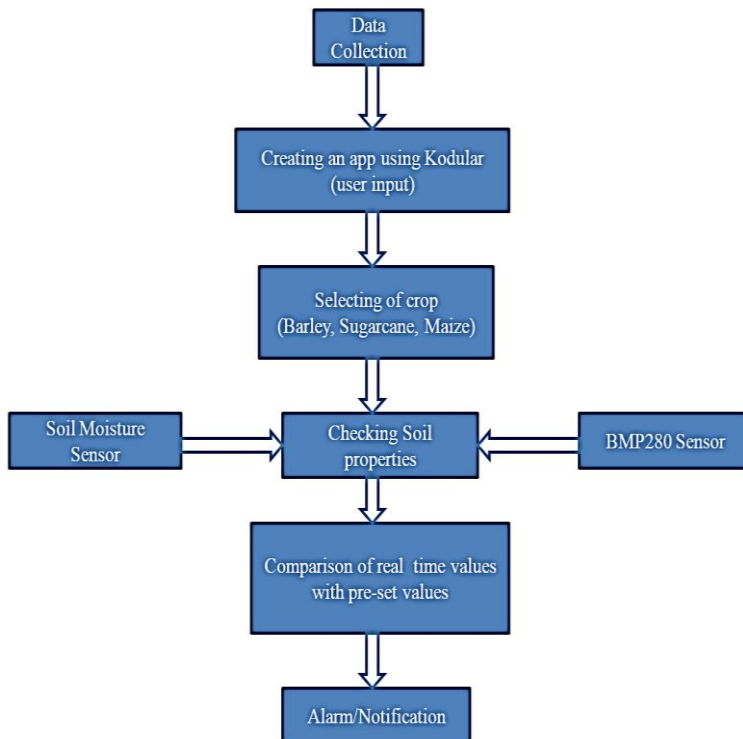 Data
Collection
Creating an app using Kodular
(user input)
Selecting of crop
(Barley, Sugarcane, Maize)
Soil Moisture
Sensor
Checking Soil
properties
BMP280 Sensor
Comparison of real time values
with pre-set values
Alarm/Notification